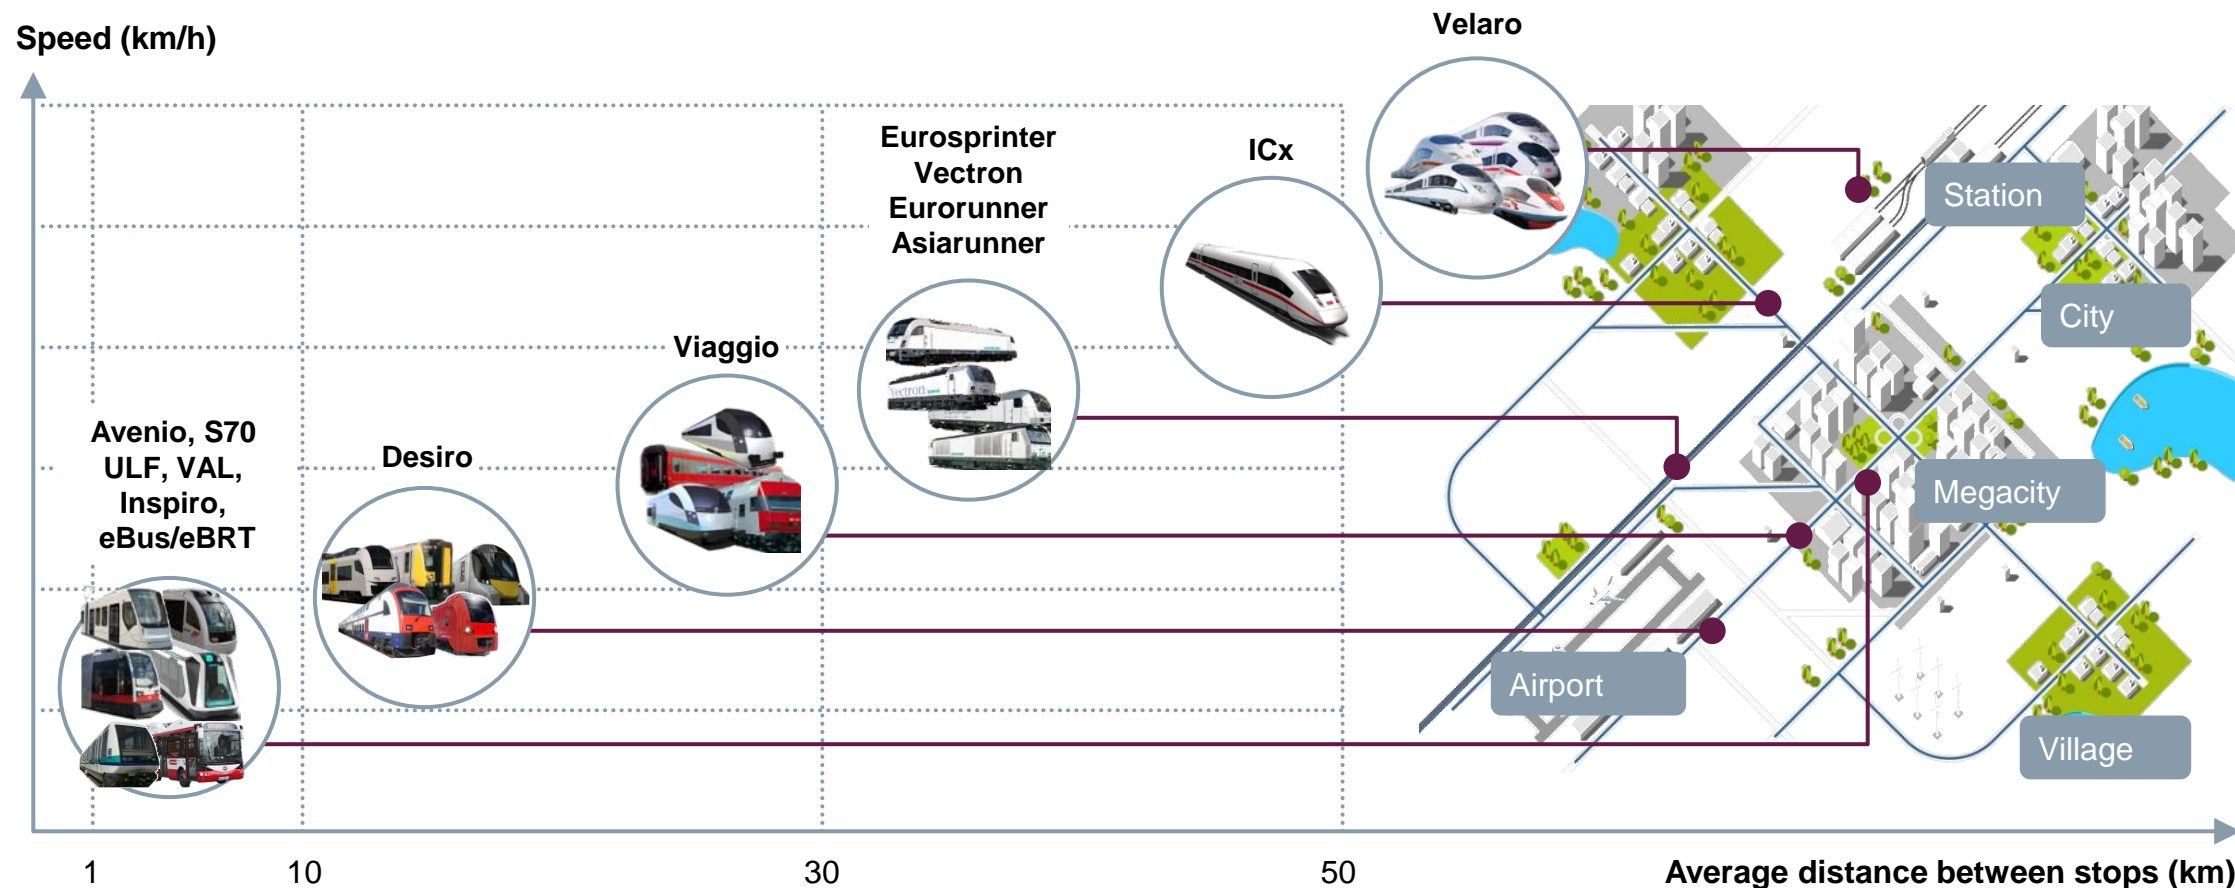 Velaro
Speed (km/h)
Eurosprinter
Vectron
Eurorunner
Asiarunner
ICx
Station
City
Viaggio
Vectron
Avenio, S70
ULF, VAL,
Inspiro,
eBus/eBRT
Desiro
Megacity
Airport
Village
1
10
30
50
Average distance between stops (km)